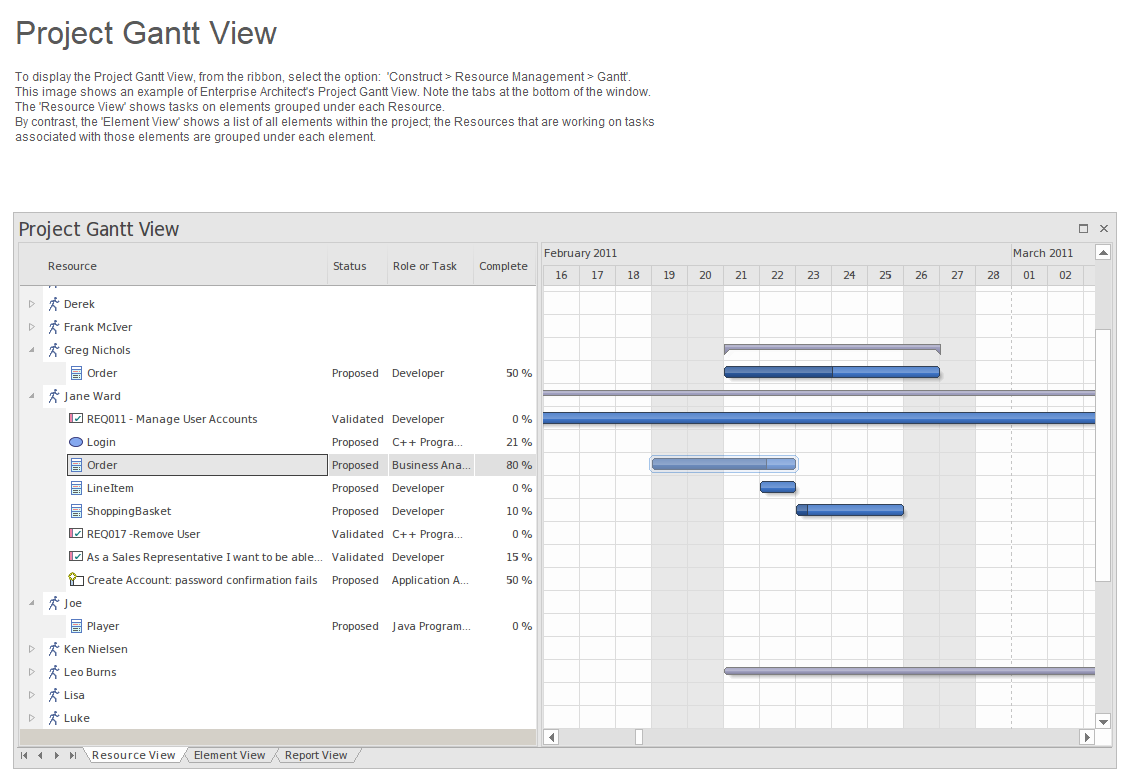 Project Gantt View
To display the Project Gantt View, from the ribbon, select the option:  'Construct > Resource Management > Gantt'.
This image shows an example of Enterprise Architect's Project Gantt View. Note the tabs at the bottom of the window.
The 'Resource View' shows tasks on elements grouped under each Resource.
By contrast, the 'Element View' shows a list of all elements within the project; the Resources that are working on tasks
associated with those elements are grouped under each element.
Project Gantt View
February 2011 March 2011
Resource Status Role or Task Complete
16 17 18 19 20 21 22 23 24 25 26 27 28 01 02
Derek
Frank McIver
Greg Nichols
Order Proposed Developer 50 %
Jane Ward
REQ011 - Manage User Accounts Validated Developer 0 %
Login Proposed C++ Progra... 21 %
Order Proposed Business Ana... 80 %
LineItem Proposed Developer 0 %
ShoppingBasket Proposed Developer 10 %
REQ017 -Remove User Validated C++ Progra... 0 %
As a Sales Representative I want to be able... Validated Developer 15 %
Create Account: password confirmation fails Proposed Application A... 50 %
Joe
Player Proposed Java Program... 0 %
Ken Nielsen
Leo Burns
Lisa
Luke
Resource View Element View Report View